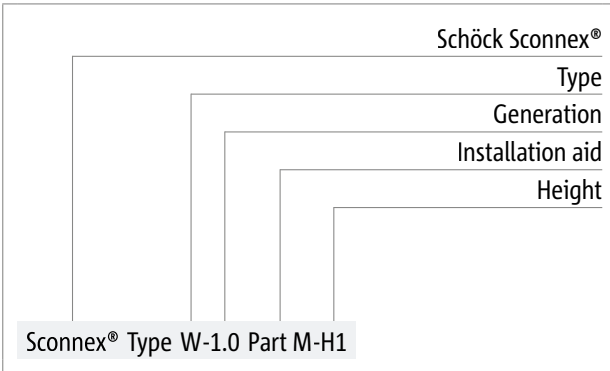 Schöck Sconnex®
Type
Generation
Installation aid
Height
Sconnex® Type W-1.0 Part M-H1